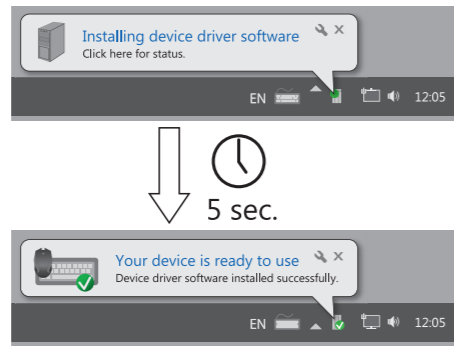 Installing device driver software
Click here for status.
EN 12:05
5 sec.
Your device is ready to use
Device driver software installed successfully.
EN 12:05